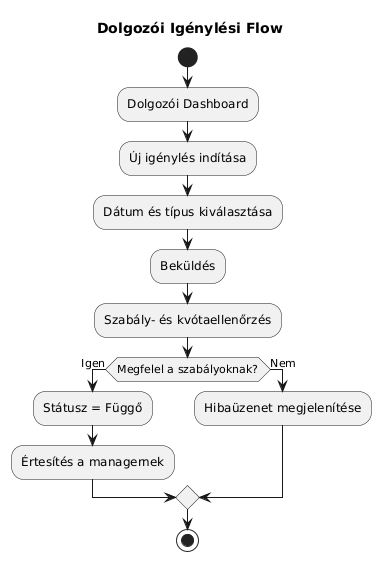 Dolgozói Igénylési Flow
Dolgozói Dashboard
Új igénylés indítása
Dátum és típus kiválasztása
Beküldés
Szabály- és kvótaellenőrzés
Megfelel a szabályoknak?
Igen
Nem
Státusz = Függő
Hibaüzenet megjelenítése
Értesítés a managernek